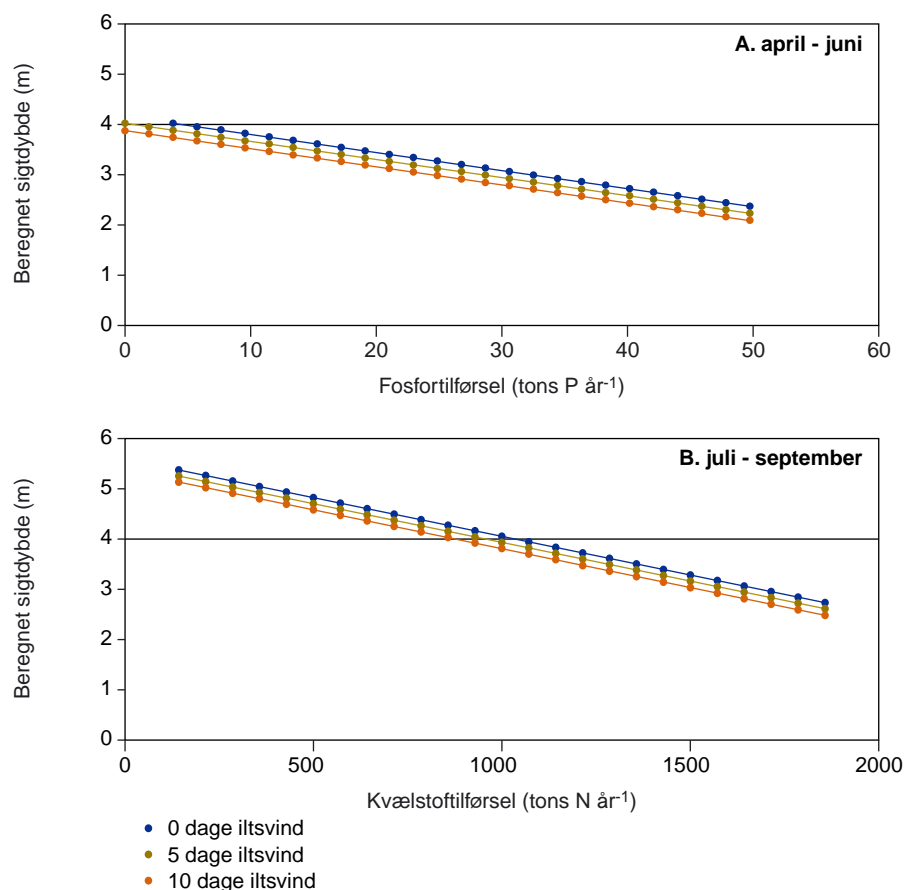 A. april - juni
Beregnet sigtdybde (m)
6
5
4
3
2
1
0
0 10 20 30 40 50 60
Fosfortilførsel (tons P år-1)
B. juli - september
Beregnet sigtdybde (m)
6
5
4
3
2
1
0
0 500 1000 1500 2000
Kvælstoftilførsel (tons N år-1)
0 dage iltsvind
5 dage iltsvind
10 dage iltsvind